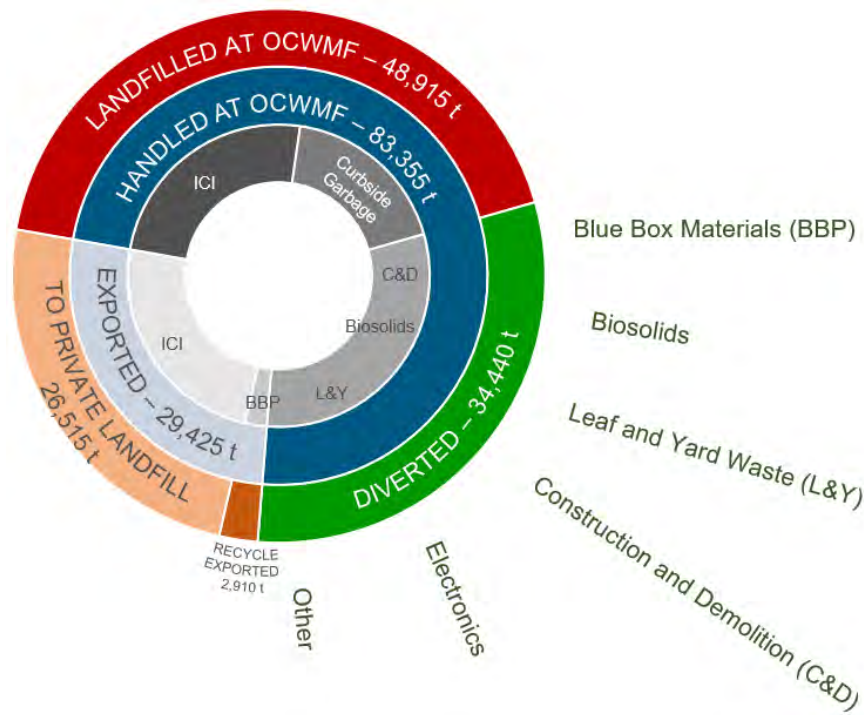 LANDFILLED AT OCWMF – 48,915 t
HANDLED AT OCWMF – 83,355 t
ICI
Curbside
Garbage
C&D
Biosolids
L&Y
BBP
ICI
EXPORTED – 29,425 t
TO PRIVATE LANDFILL
26,515 t
DIVERTED – 34,440 t
RECYCLE
EXPORTED
2,910 t
Blue Box Materials (BBP)
Biosolids
Leaf and Yard Waste (L&Y)
Construction and Demolition (C&D)
Electronics
Other